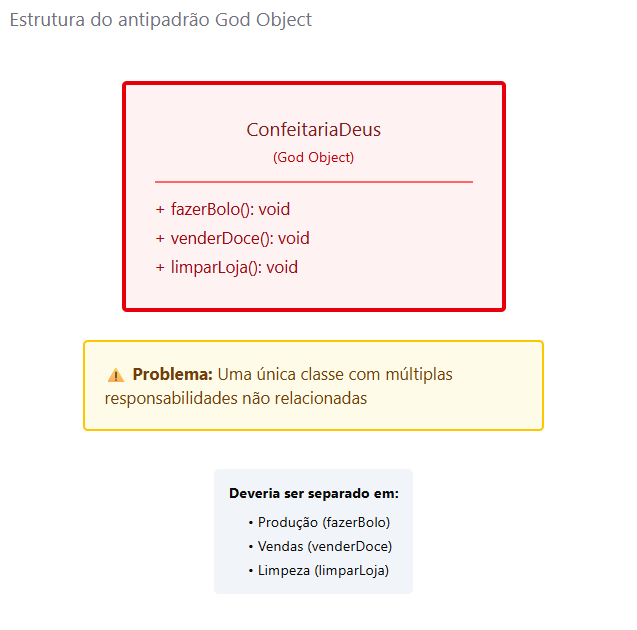 Estrutura do antipadrão God Object
ConfeitariaDeus
(God Object)
+ fazerBolo(): void
+ venderDoce(): void
+ limparLoja(): void
⚠️ Problema: Uma única classe com múltiplas
responsabilidades não relacionadas
Deveria ser separado em:
• Produção (fazerBolo)
• Vendas (venderDoce)
• Limpeza (limparLoja)